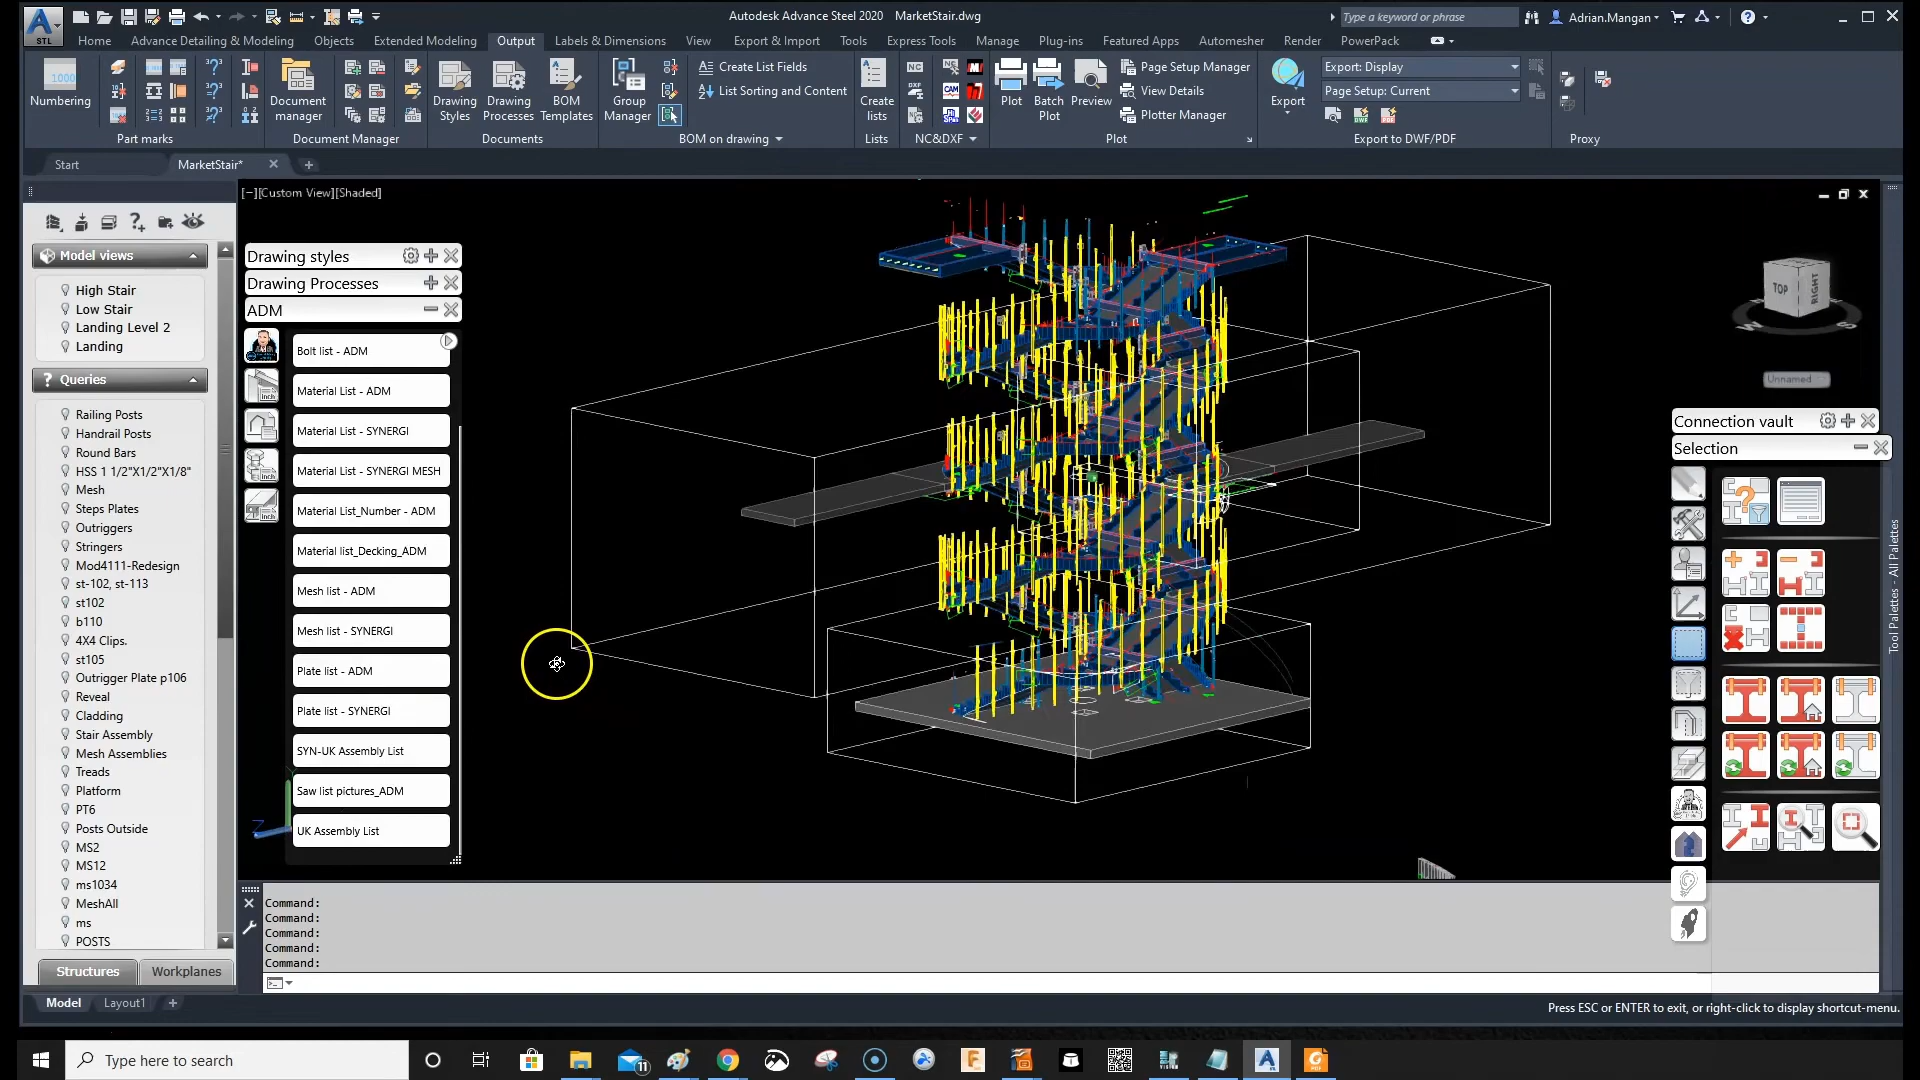 Autodesk Advance Steel 2020 MarketStair.dwg
Type a keyword or phrase
Adrian.Mangan
STL
Home Advance Detailing & Modeling Objects Extended Modeling Output Labels & Dimensions View Export & Import Tools Express Tools Manage Plug-ins Featured Apps Automesher Render PowerPack
Numbering
Document manager
Drawing Styles
Drawing Processes
BOM Templates
Group Manager
Create List Fields
List Sorting and Content
Create lists
Plot
Batch Plot
Preview
Page Setup Manager
View Details
Plotter Manager
Export
Export: Display
Page Setup: Current
Part marks
Document Manager
Documents
BOM on drawing
Lists
NC&DXF
Plot
Export to DWF/PDF
Proxy
Start
MarketStair*
[−][Custom View][Shaded]
Model views
High Stair
Low Stair
Landing Level 2
Landing
Queries
Railing Posts
Handrail Posts
Round Bars
HSS 1 1/2"X1/2"X1/8"
Mesh
Steps Plates
Outriggers
Stringers
Mod4111-Redesign
st-102, st-113
st102
b110
4X4 Clips.
st105
Outrigger Plate p106
Reveal
Cladding
Stair Assembly
Mesh Assemblies
Treads
Platform
PT6
Posts Outside
MS2
MS12
ms1034
MeshAll
ms
POSTS
Structures
Workplanes
Drawing styles
Drawing Processes
ADM
Bolt list - ADM
Material List - ADM
Material List - SYNERGI
Material List - SYNERGI MESH
Material List_Number - ADM
Material list_Decking_ADM
Mesh list - ADM
Mesh list - SYNERGI
Plate list - ADM
Plate list - SYNERGI
SYN-UK Assembly List
Saw list pictures_ADM
UK Assembly List
Z
TOP
RIGHT
W
S
Unnamed
Connection vault
Selection
Tool Palettes - All Palettes
Command:
Command:
Command:
Command:
Command:
Model
Layout1
Press ESC or ENTER to exit, or right-click to display shortcut-menu.
Type here to search
11